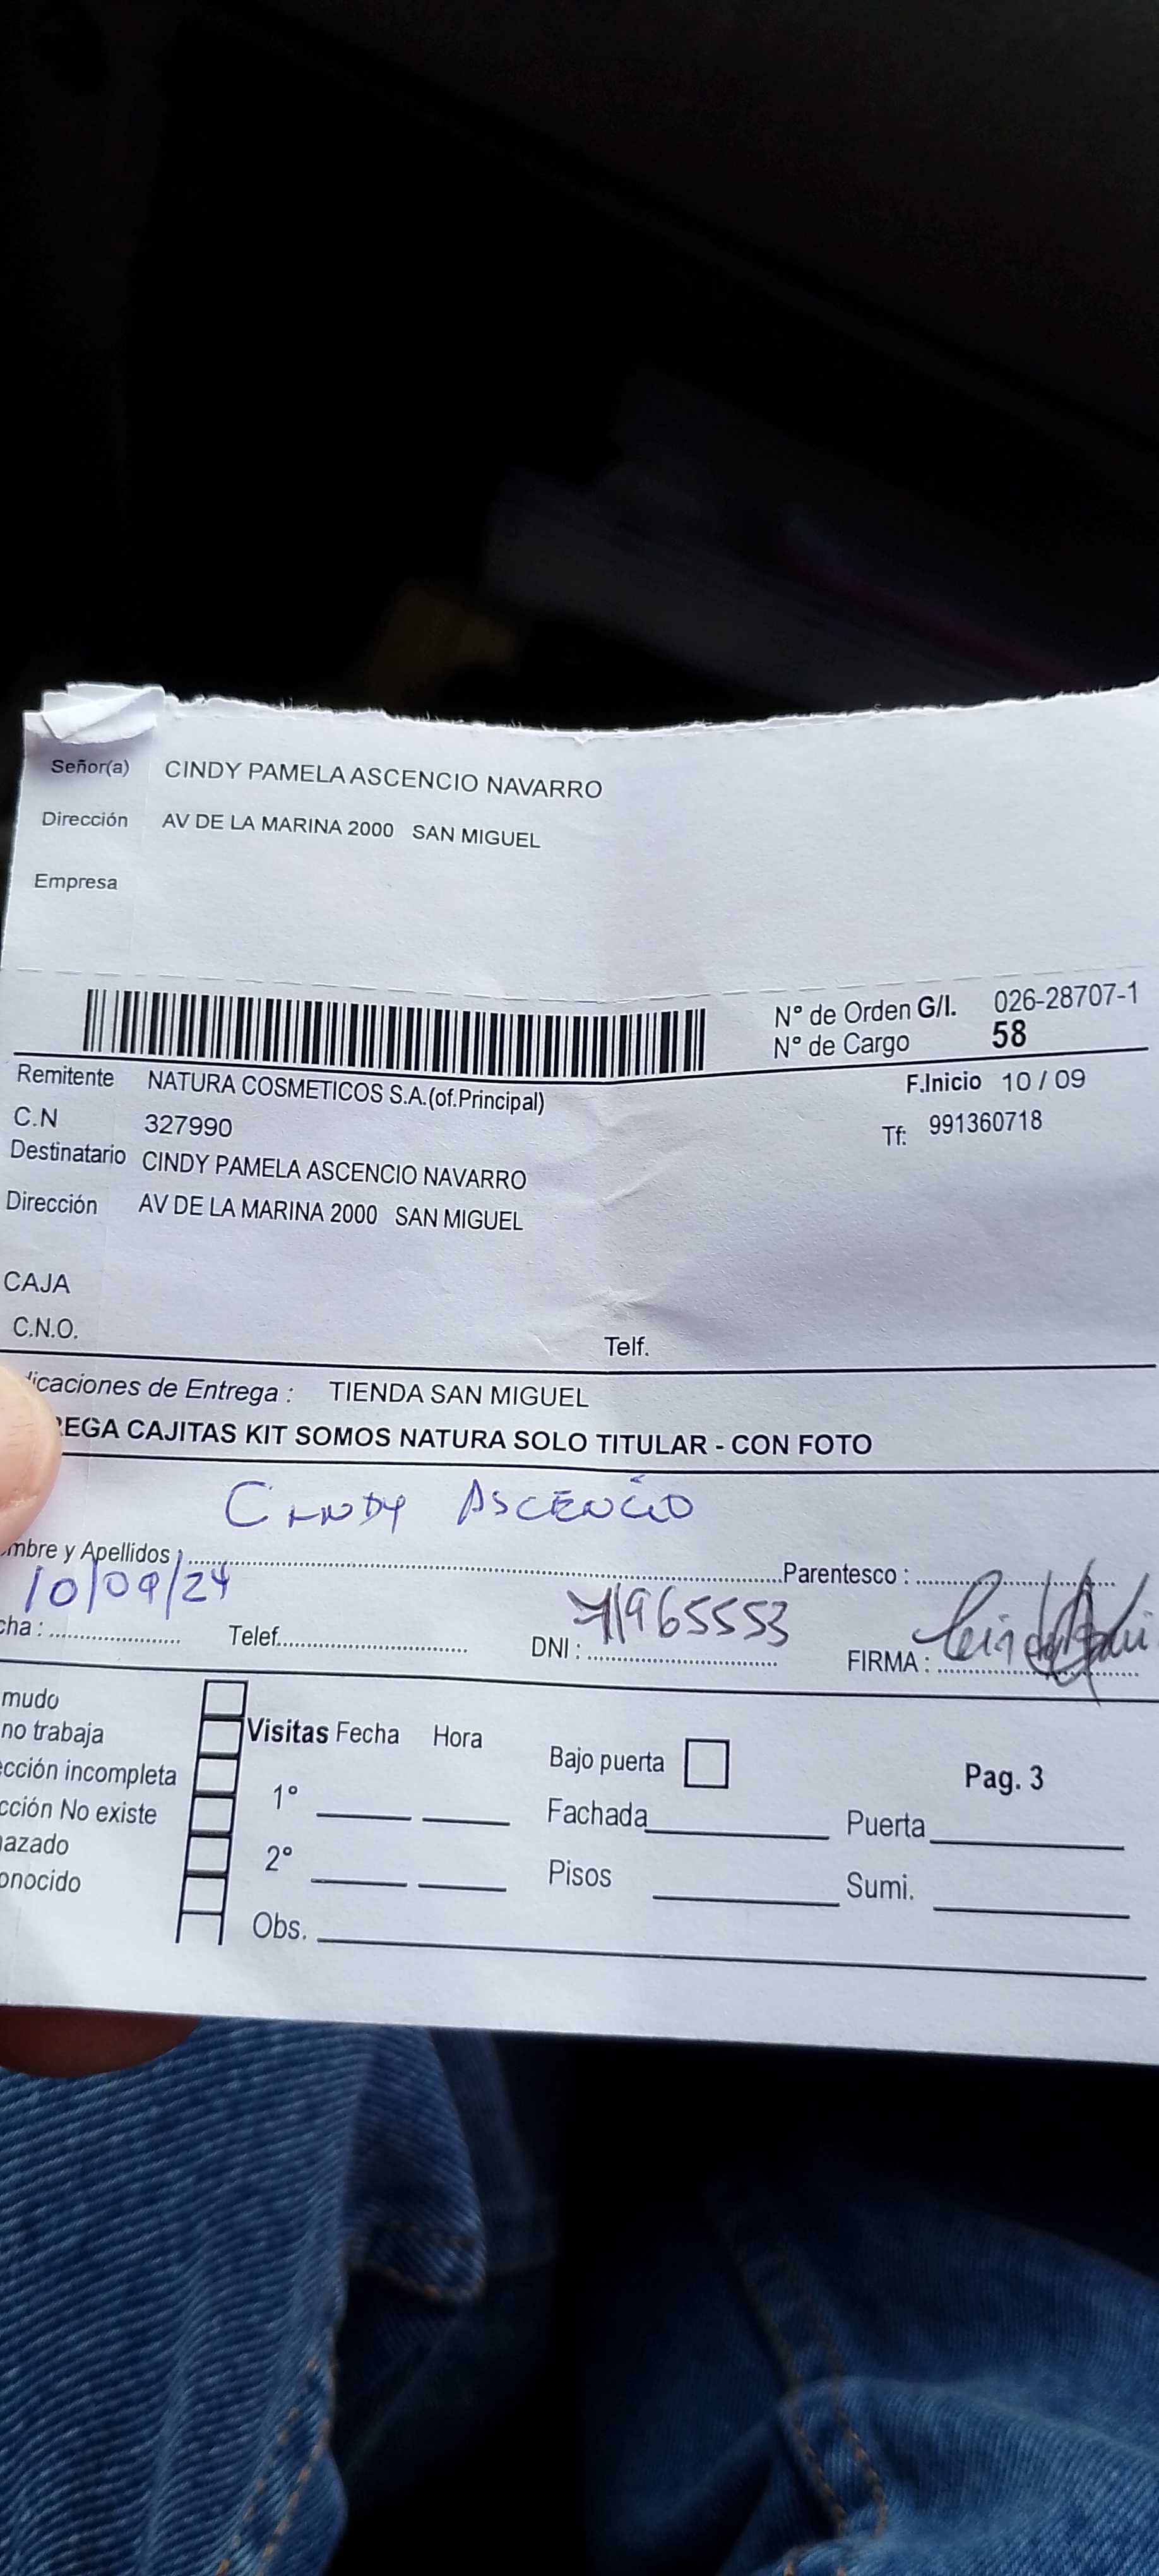 Señor(a) CINDY PAMELA ASCENCIO NAVARRO
Dirección AV DE LA MARINA 2000 SAN MIGUEL
Empresa
N° de Orden G/I. 026-28707-1
N° de Cargo 58
Remitente NATURA COSMETICOS S.A.(of.Principal) F.Inicio 10 / 09
C.N 327990 Tf: 991360718
Destinatario CINDY PAMELA ASCENCIO NAVARRO
Dirección AV DE LA MARINA 2000 SAN MIGUEL
CAJA
C.N.O. Telf.
icaciones de Entrega : TIENDA SAN MIGUEL
REGA CAJITAS KIT SOMOS NATURA SOLO TITULAR - CON FOTO
CINDY ASCENCIO
mbre y Apellidos : Parentesco :
10/09/24 71965553
cha : Telef. DNI : FIRMA :
mudo
no trabaja Visitas Fecha Hora Bajo puerta Pag. 3
cción incompleta 1° Fachada Puerta
cción No existe
azado 2° Pisos Sumi.
onocido Obs.